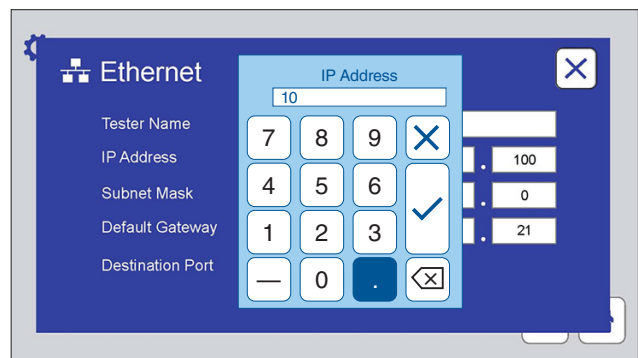 Ethernet
IP Address
10
Tester Name
7 8 9
IP Address
. 100
4 5 6
Subnet Mask
. 0
Default Gateway
1 2 3
. 21
Destination Port
— 0 .